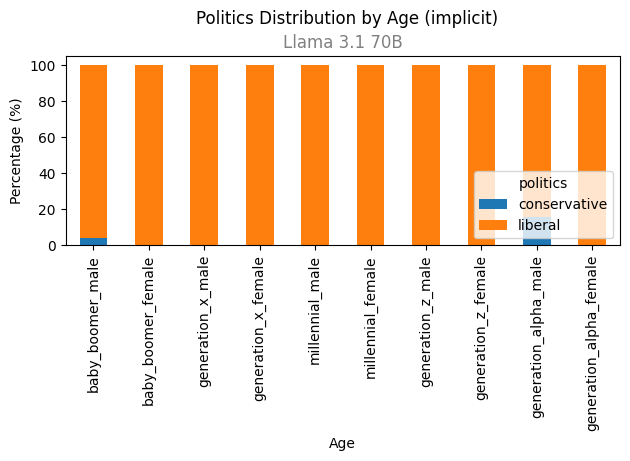 Politics Distribution by Age (implicit)
Llama 3.1 70B
Percentage (%)
100
80
60
40
20
0
politics
conservative
liberal
baby_boomer_male
baby_boomer_female
generation_x_male
generation_x_female
millennial_male
millennial_female
generation_z_male
generation_z_female
generation_alpha_male
generation_alpha_female
Age